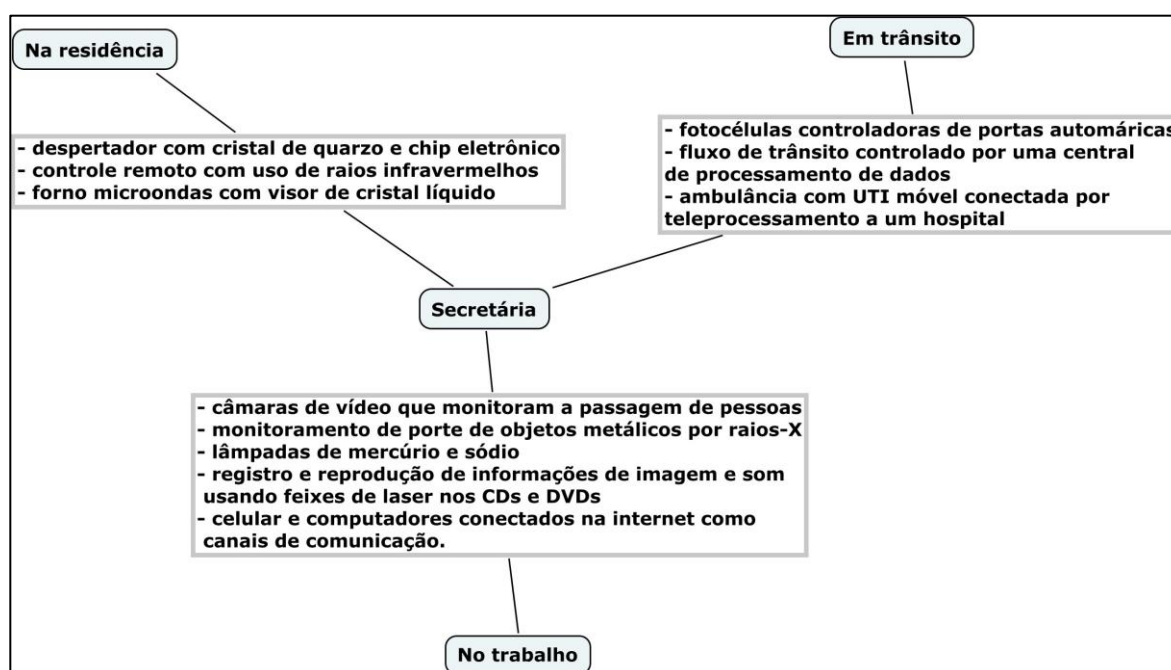 Na residência
Em trânsito
- despertador com cristal de quarzo e chip eletrônico
- controle remoto com uso de raios infravermelhos
- forno microondas com visor de cristal líquido
- fotocélulas controladoras de portas automáricas
- fluxo de trânsito controlado por uma central
de processamento de dados
- ambulância com UTI móvel conectada por
teleprocessamento a um hospital
Secretária
- câmaras de vídeo que monitoram a passagem de pessoas
- monitoramento de porte de objetos metálicos por raios-X
- lâmpadas de mercúrio e sódio
- registro e reprodução de informações de imagem e som
usando feixes de laser nos CDs e DVDs
- celular e computadores conectados na internet como
canais de comunicação.
No trabalho